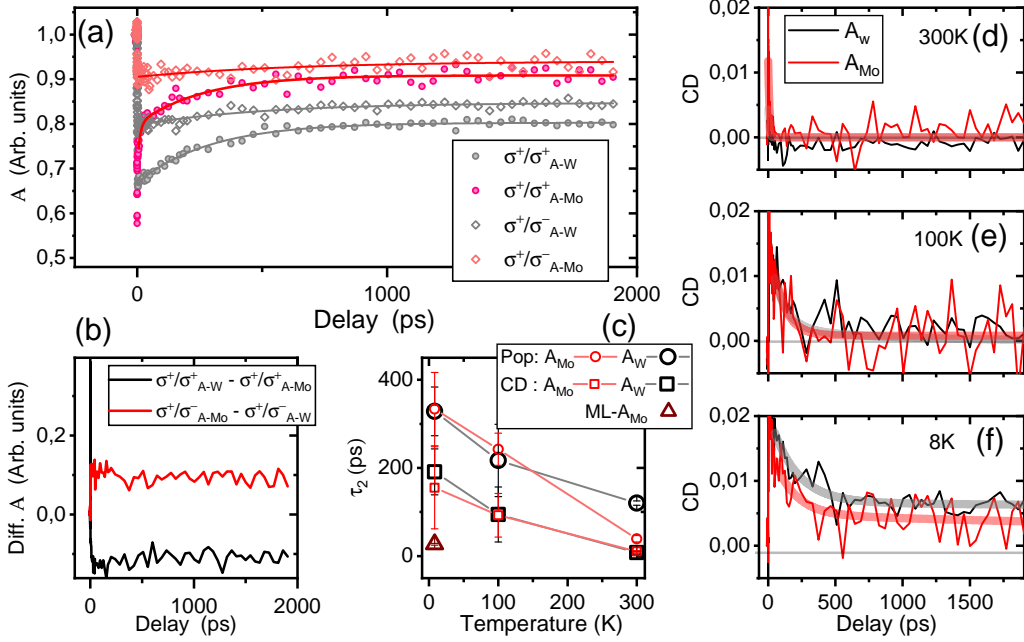 (a)
1,0
0,9
0,8
0,7
0,6
0,5
A (Arb. units)
σ⁺/σ⁺A-W
σ⁺/σ⁺A-Mo
σ⁺/σ⁻A-W
σ⁺/σ⁻A-Mo
0 1000 2000
Delay (ps)
(b)
σ⁺/σ⁺A-W - σ⁺/σ⁺A-Mo
σ⁺/σ⁻A-Mo - σ⁺/σ⁻A-W
0,2
0,0
Diff. A (Arb. units)
0 1000 2000
Delay (ps)
(c)
Pop: AMo AW
CD : AMo AW
ML-AMo
400
200
0
τ2 (ps)
0 100 200 300
Temperature (K)
(d)
300K
Aw
AMo
0,02
0,01
0,00
CD
(e)
100K
0,02
0,01
0,00
CD
(f)
8K
0,02
0,01
0,00
CD
0 500 1000 1500
Delay (ps)